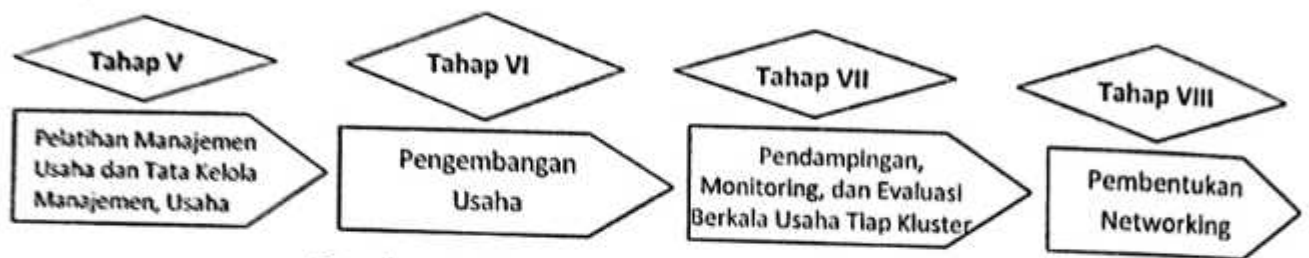 Tahap V
Pelatihan Manajemen
Usaha dan Tata Kelola
Manajemen, Usaha
Tahap VI
Pengembangan
Usaha
Tahap VII
Pendampingan,
Monitoring, dan Evaluasi
Berkala Usaha Tiap Kluster
Tahap VIII
Pembentukan
Networking